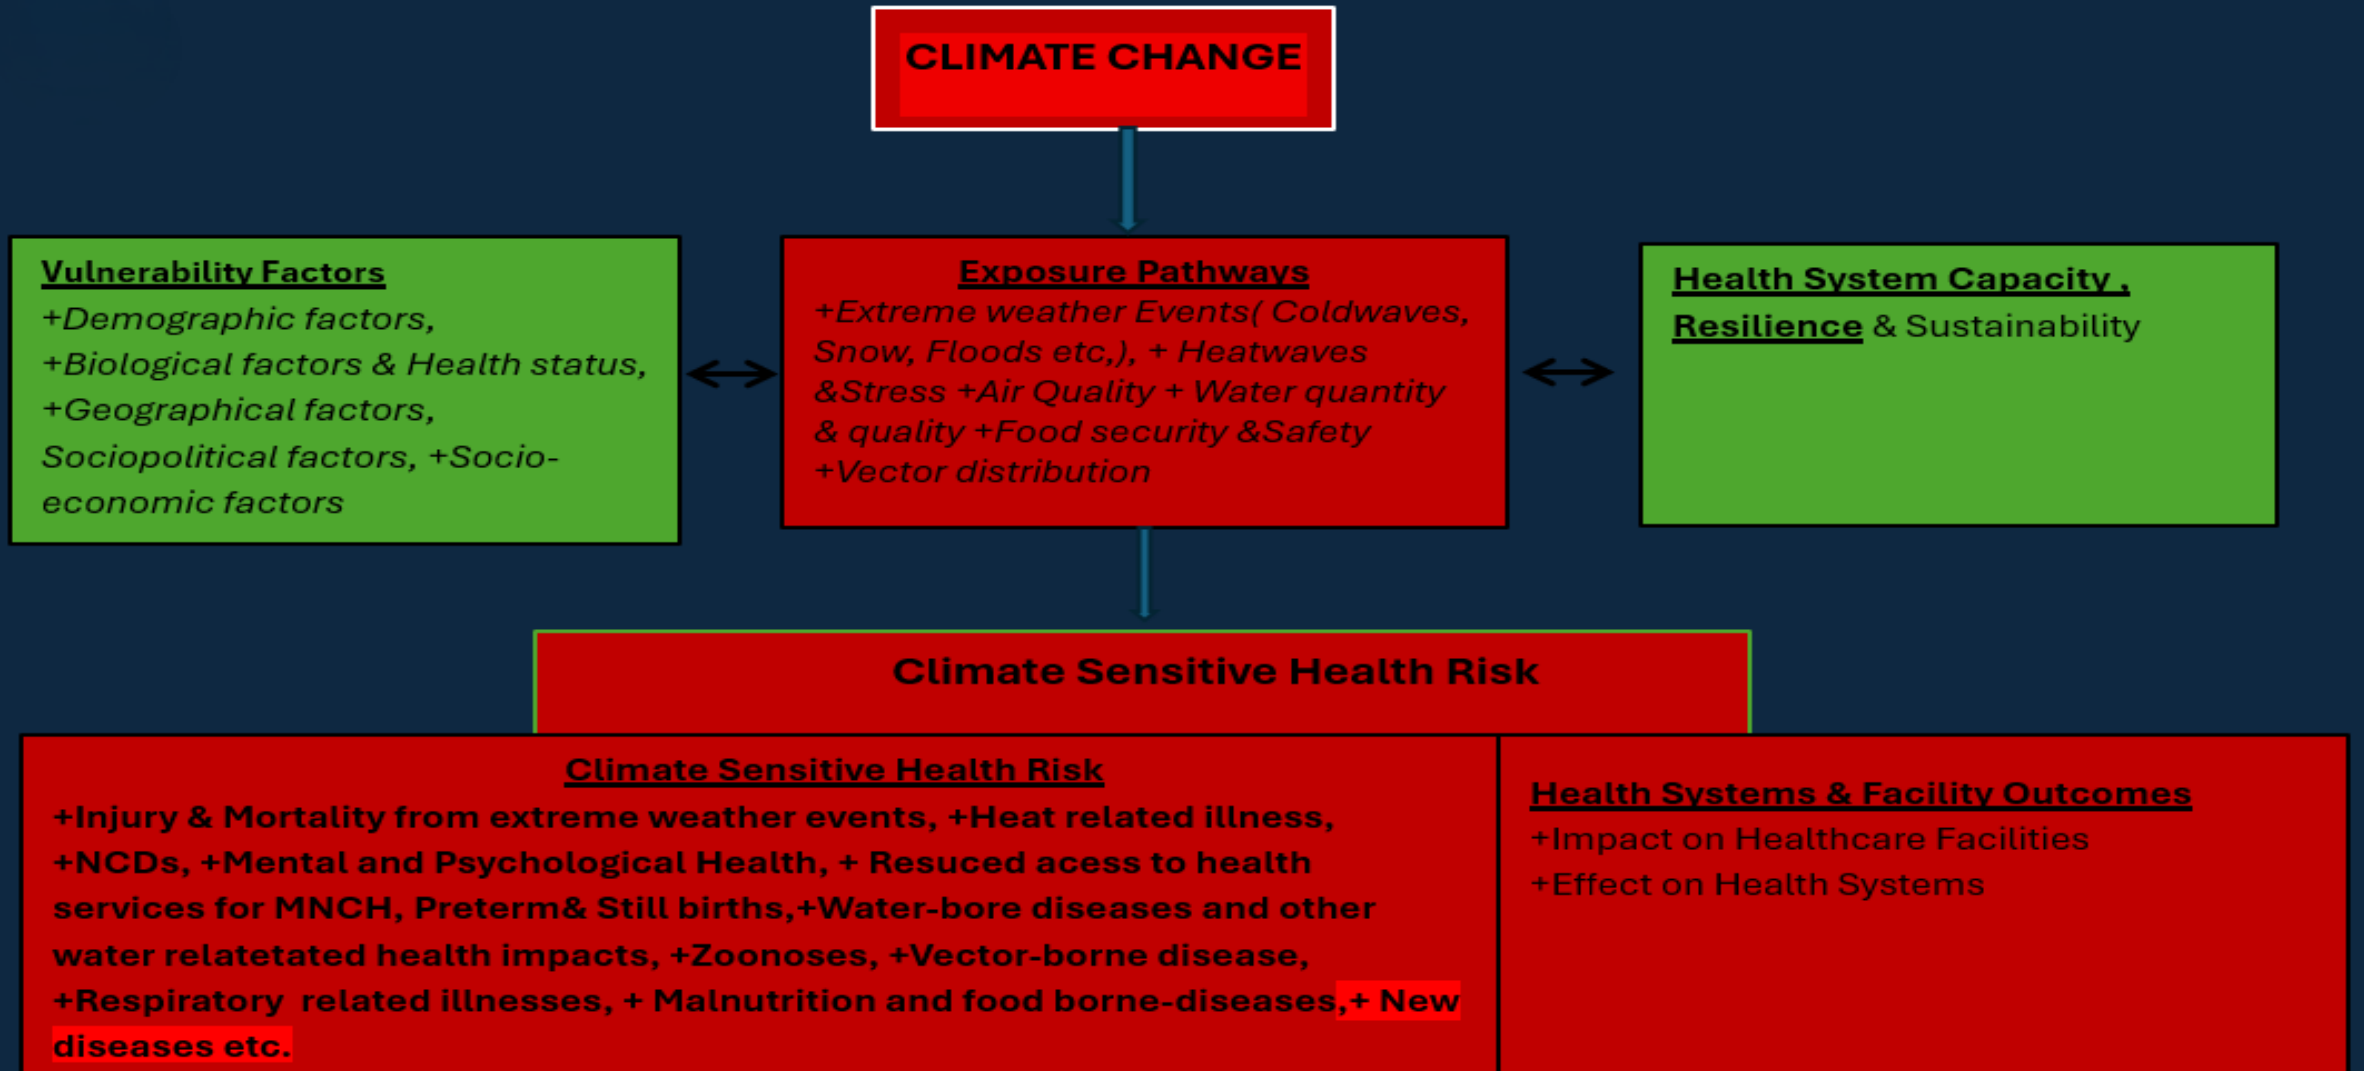 CLIMATE CHANGE
Vulnerability Factors
+Demographic factors,
+Biological factors & Health status,
+Geographical factors,
Sociopolitical factors, +Socio-
economic factors
Exposure Pathways
+Extreme weather Events( Coldwaves,
Snow, Floods etc,), + Heatwaves
&Stress +Air Quality + Water quantity
& quality +Food security &Safety
+Vector distribution
Health System Capacity ,
Resilience & Sustainability
Climate Sensitive Health Risk
Climate Sensitive Health Risk
+Injury & Mortality from extreme weather events, +Heat related illness,
+NCDs, +Mental and Psychological Health, + Resuced acess to health
services for MNCH, Preterm& Still births,+Water-bore diseases and other
water relatetated health impacts, +Zoonoses, +Vector-borne disease,
+Respiratory  related illnesses, + Malnutrition and food borne-diseases,+ New
diseases etc.
Health Systems & Facility Outcomes
+Impact on Healthcare Facilities
+Effect on Health Systems